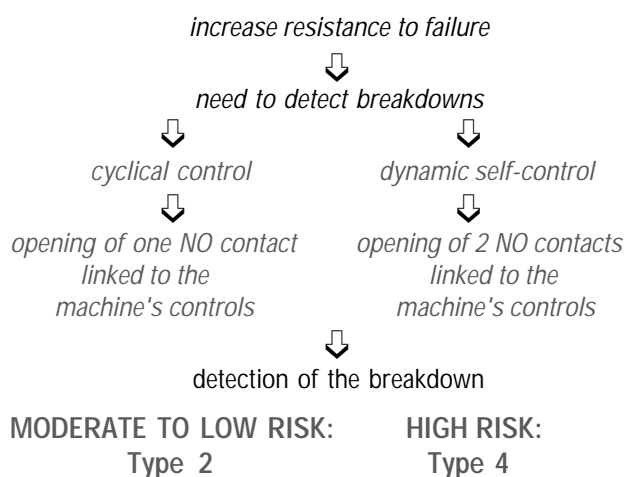 increase resistance to failure
need to detect breakdowns
cyclical control
dynamic self-control
opening of one NO contact
linked to the
machine's controls
opening of 2 NO contacts
linked to the
machine's controls
detection of the breakdown
MODERATE TO LOW RISK:
Type 2
HIGH RISK:
Type 4